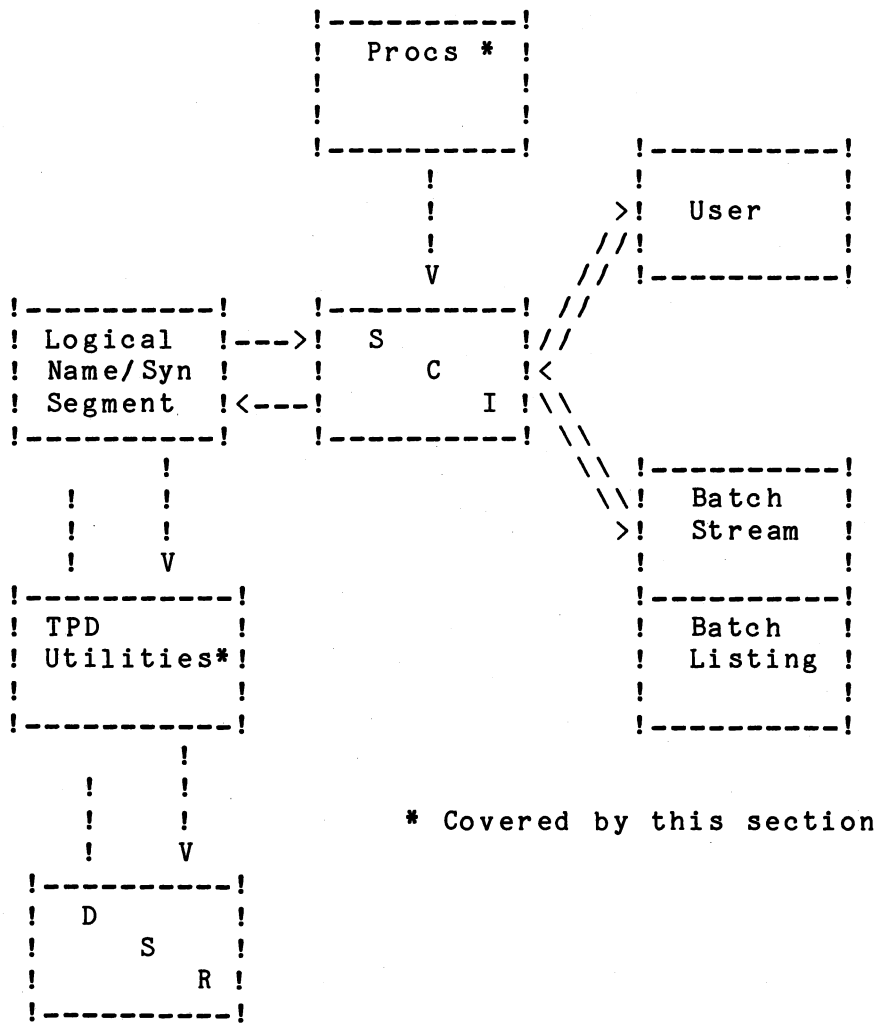 Procs *
User
Logical
Name/Syn
Segment
S
C
I
Batch
Stream
TPD
Utilities*
Batch
Listing
* Covered by this section
D
S
R